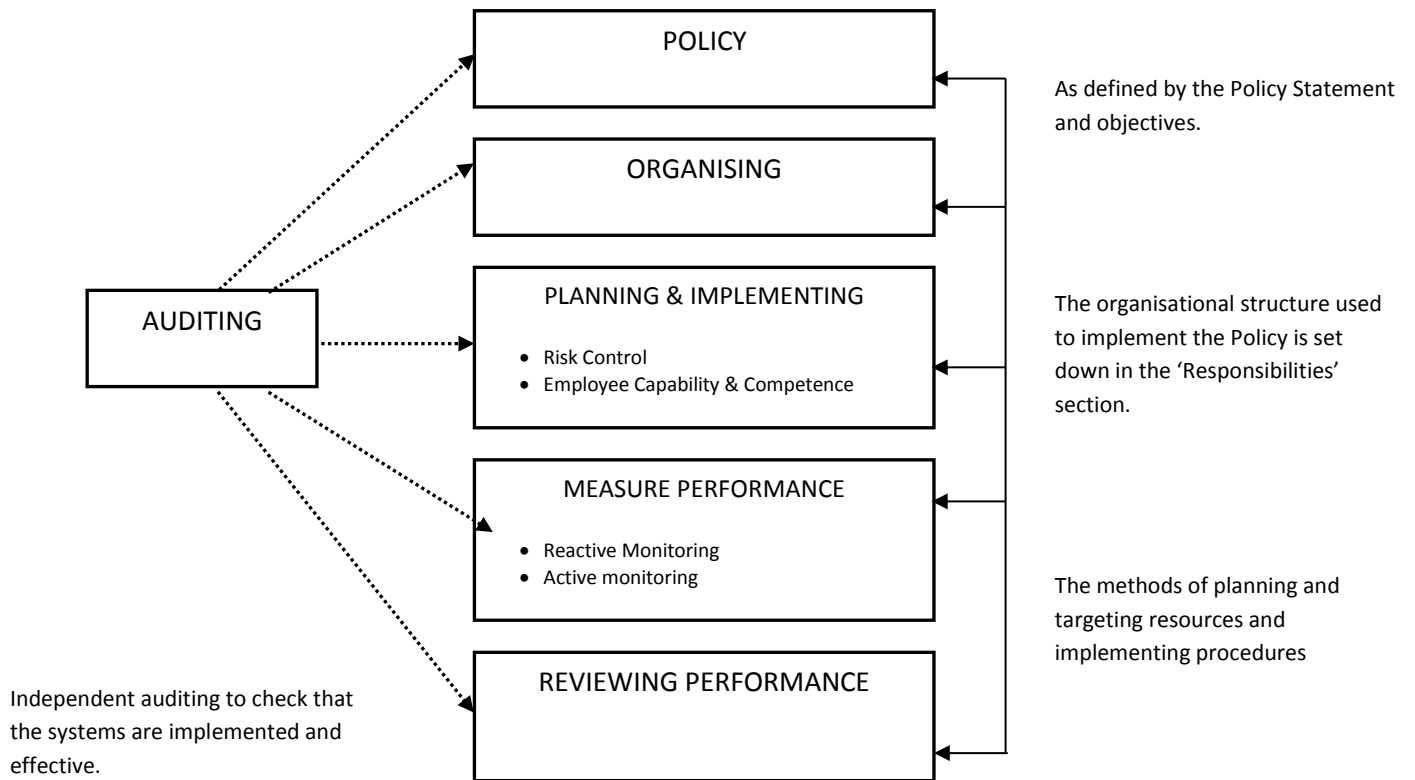 POLICY
As defined by the Policy Statement
and objectives.
ORGANISING
AUDITING
PLANNING & IMPLEMENTING
• Risk Control
• Employee Capability & Competence
The organisational structure used
to implement the Policy is set
down in the ‘Responsibilities’
section.
MEASURE PERFORMANCE
• Reactive Monitoring
• Active monitoring
The methods of planning and
targeting resources and
implementing procedures
REVIEWING PERFORMANCE
Independent auditing to check that
the systems are implemented and
effective.